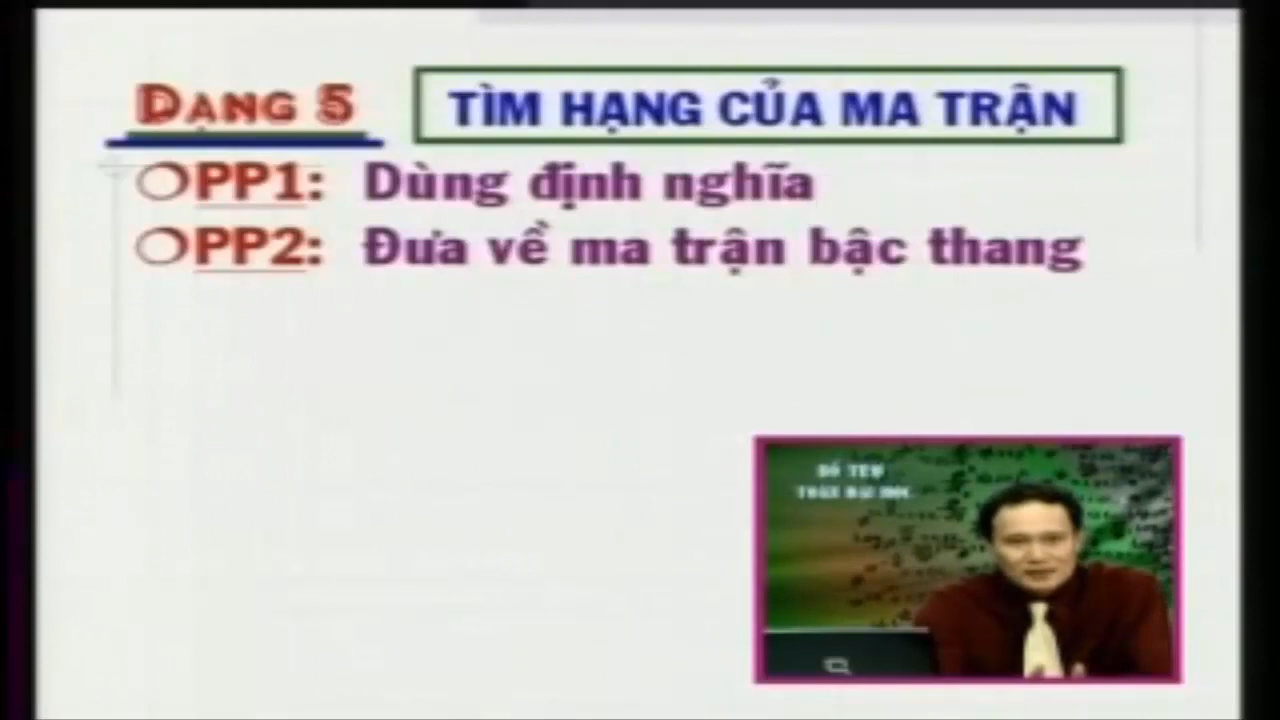 DẠNG 5
TÌM HẠNG CỦA MA TRẬN
PP1: Dùng định nghĩa
PP2: Đưa về ma trận bậc thang